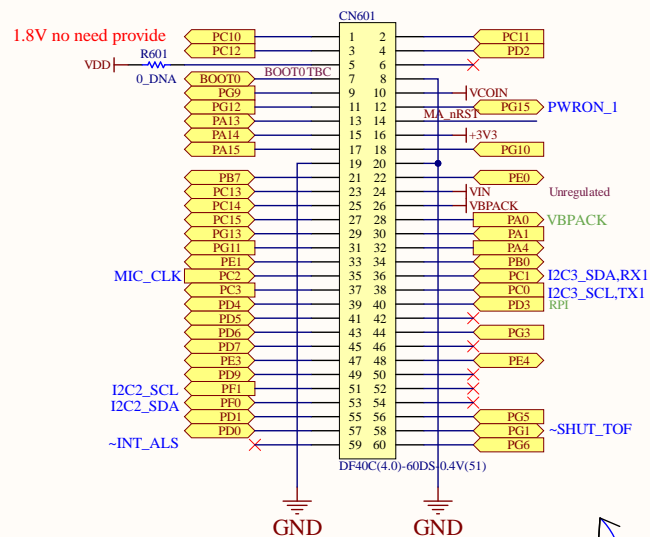 CN601
1.8V no need provide
PC10 1 2 PC11
PC12 3 4 PD2
VDD R601 0_DNA 5 6
BOOT0 BOOT0 TBC 7 8
PG9 9 10 VCOIN
PG12 11 12 PG15 PWRON_1
PA13 13 14 MA_nRST
PA14 15 16 +3V3
PA15 17 18 PG10
19 20
PB7 21 22 PE0
PC13 23 24 VIN Unregulated
PC14 25 26 VBPACK
PC15 27 28 PA0 VBPACK
PG13 29 30 PA1
PG11 31 32 PA4
PE1 33 34 PB0
MIC_CLK PC2 35 36 PC1 I2C3_SDA,RX1
PC3 37 38 PC0 I2C3_SCL,TX1
PD4 39 40 PD3 RPI
PD5 41 42
PD6 43 44 PG3
PD7 45 46
PE3 47 48 PE4
PD9 49 50
I2C2_SCL PF1 51 52
I2C2_SDA PF0 53 54
PD1 55 56 PG5
PD0 57 58 PG1 ~SHUT_TOF
~INT_ALS 59 60 PG6
DF40C(4.0)-60DS-0.4V(51)
GND GND